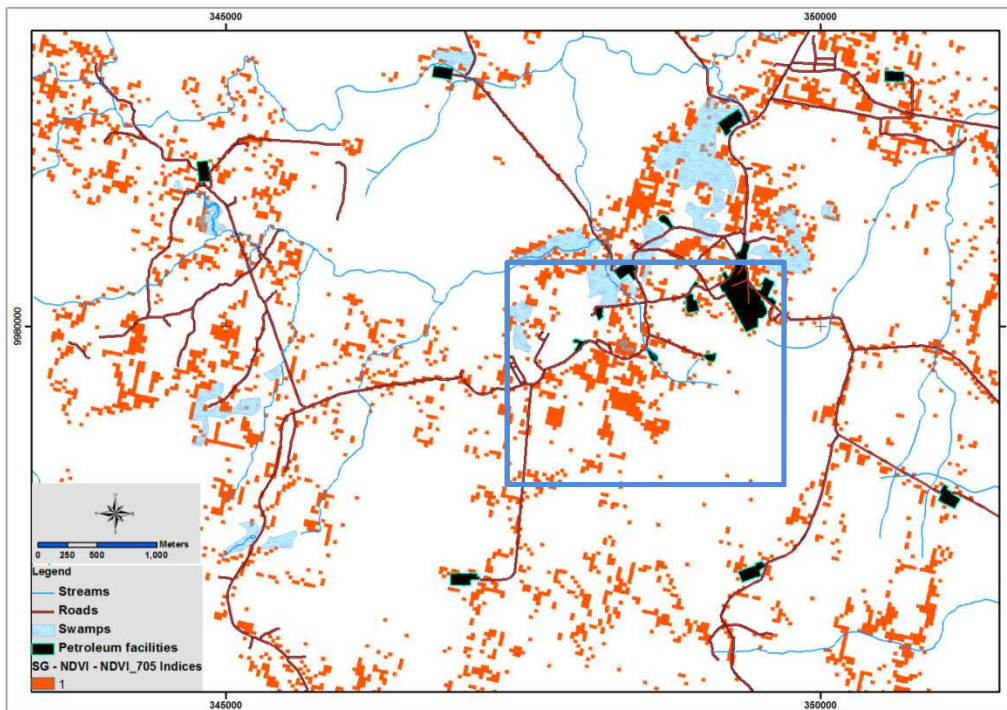 345000 350000
9980000
0 250 500 1,000 Meters
Legend
Streams
Roads
Swamps
Petroleum facilities
SG - NDVI - NDVI_705 Indices
1
345000 350000